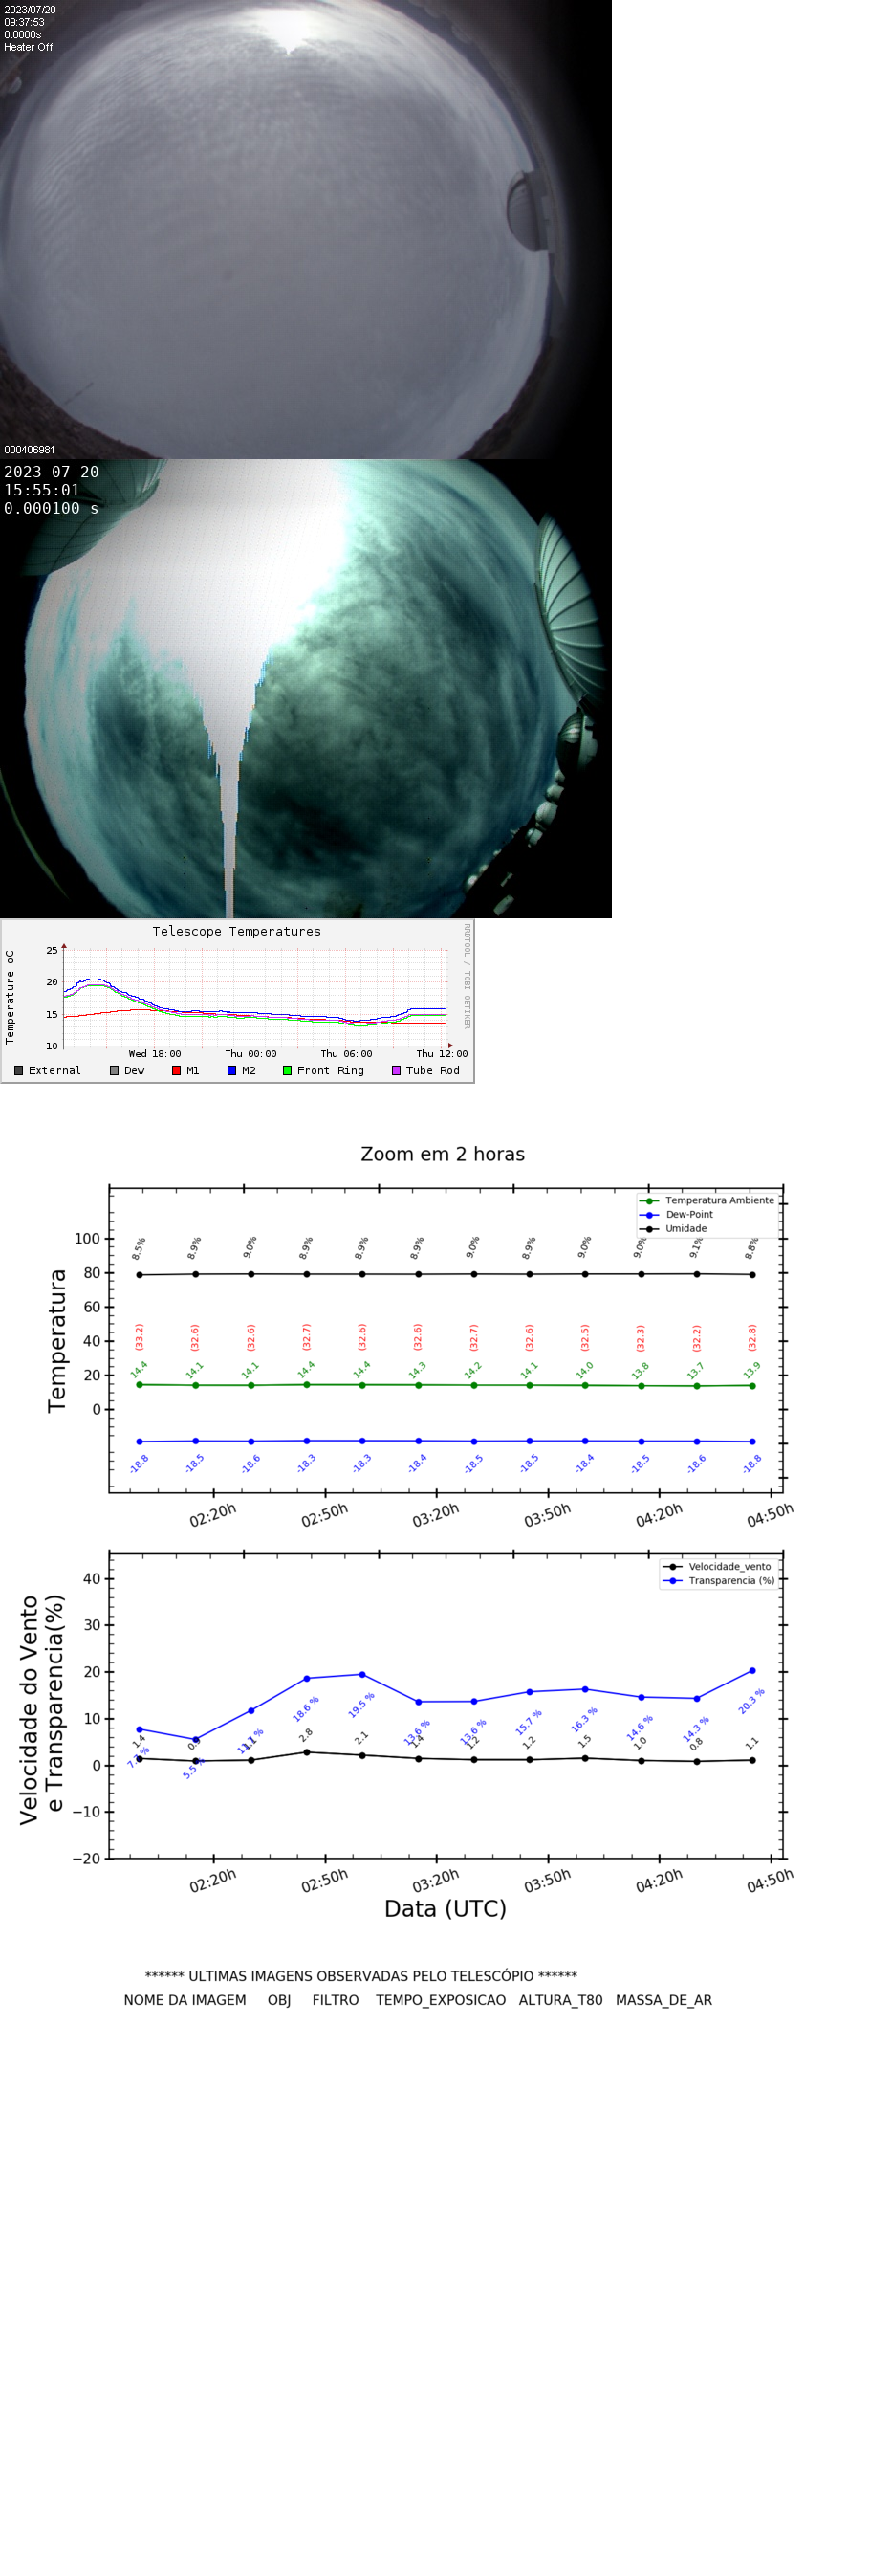 2023/07/20
09:37:53
0.0000s
Heater Off
000406981
2023-07-20
15:55:01
0.000100 s
Telescope Temperatures
RRDTOOL / TOBI OETIKER
Temperature oC
25
20
15
10
Wed 18:00 Thu 00:00 Thu 06:00 Thu 12:00
External Dew M1 M2 Front Ring Tube Rod
Zoom em 2 horas
Temperatura Ambiente
Dew-Point
Umidade
Temperatura
100
80
60
40
20
0
8.5% 8.9% 9.0% 8.9% 8.9% 8.9% 9.0% 8.9% 9.0% 9.0% 9.1% 8.8%
(33.2) (32.6) (32.6) (32.7) (32.6) (32.6) (32.7) (32.6) (32.5) (32.3) (32.2) (32.8)
14.4 14.1 14.1 14.4 14.4 14.3 14.2 14.1 14.0 13.8 13.7 13.9
-18.8 -18.5 -18.6 -18.3 -18.3 -18.4 -18.5 -18.5 -18.4 -18.5 -18.6 -18.8
02:20h 02:50h 03:20h 03:50h 04:20h 04:50h
Velocidade_vento
Transparencia (%)
Velocidade do Vento
e Transparencia(%)
40
30
20
10
0
−10
−20
18.6 % 19.5 % 13.6 % 13.6 % 15.7 % 16.3 % 14.6 % 14.3 % 20.3 %
1.4 2.8 2.1 1.4 1.2 1.2 1.5 1.0 0.8 1.1
02:20h 02:50h 03:20h 03:50h 04:20h 04:50h
Data (UTC)
****** ULTIMAS IMAGENS OBSERVADAS PELO TELESCÓPIO ******
NOME DA IMAGEM OBJ FILTRO TEMPO_EXPOSICAO ALTURA_T80 MASSA_DE_AR